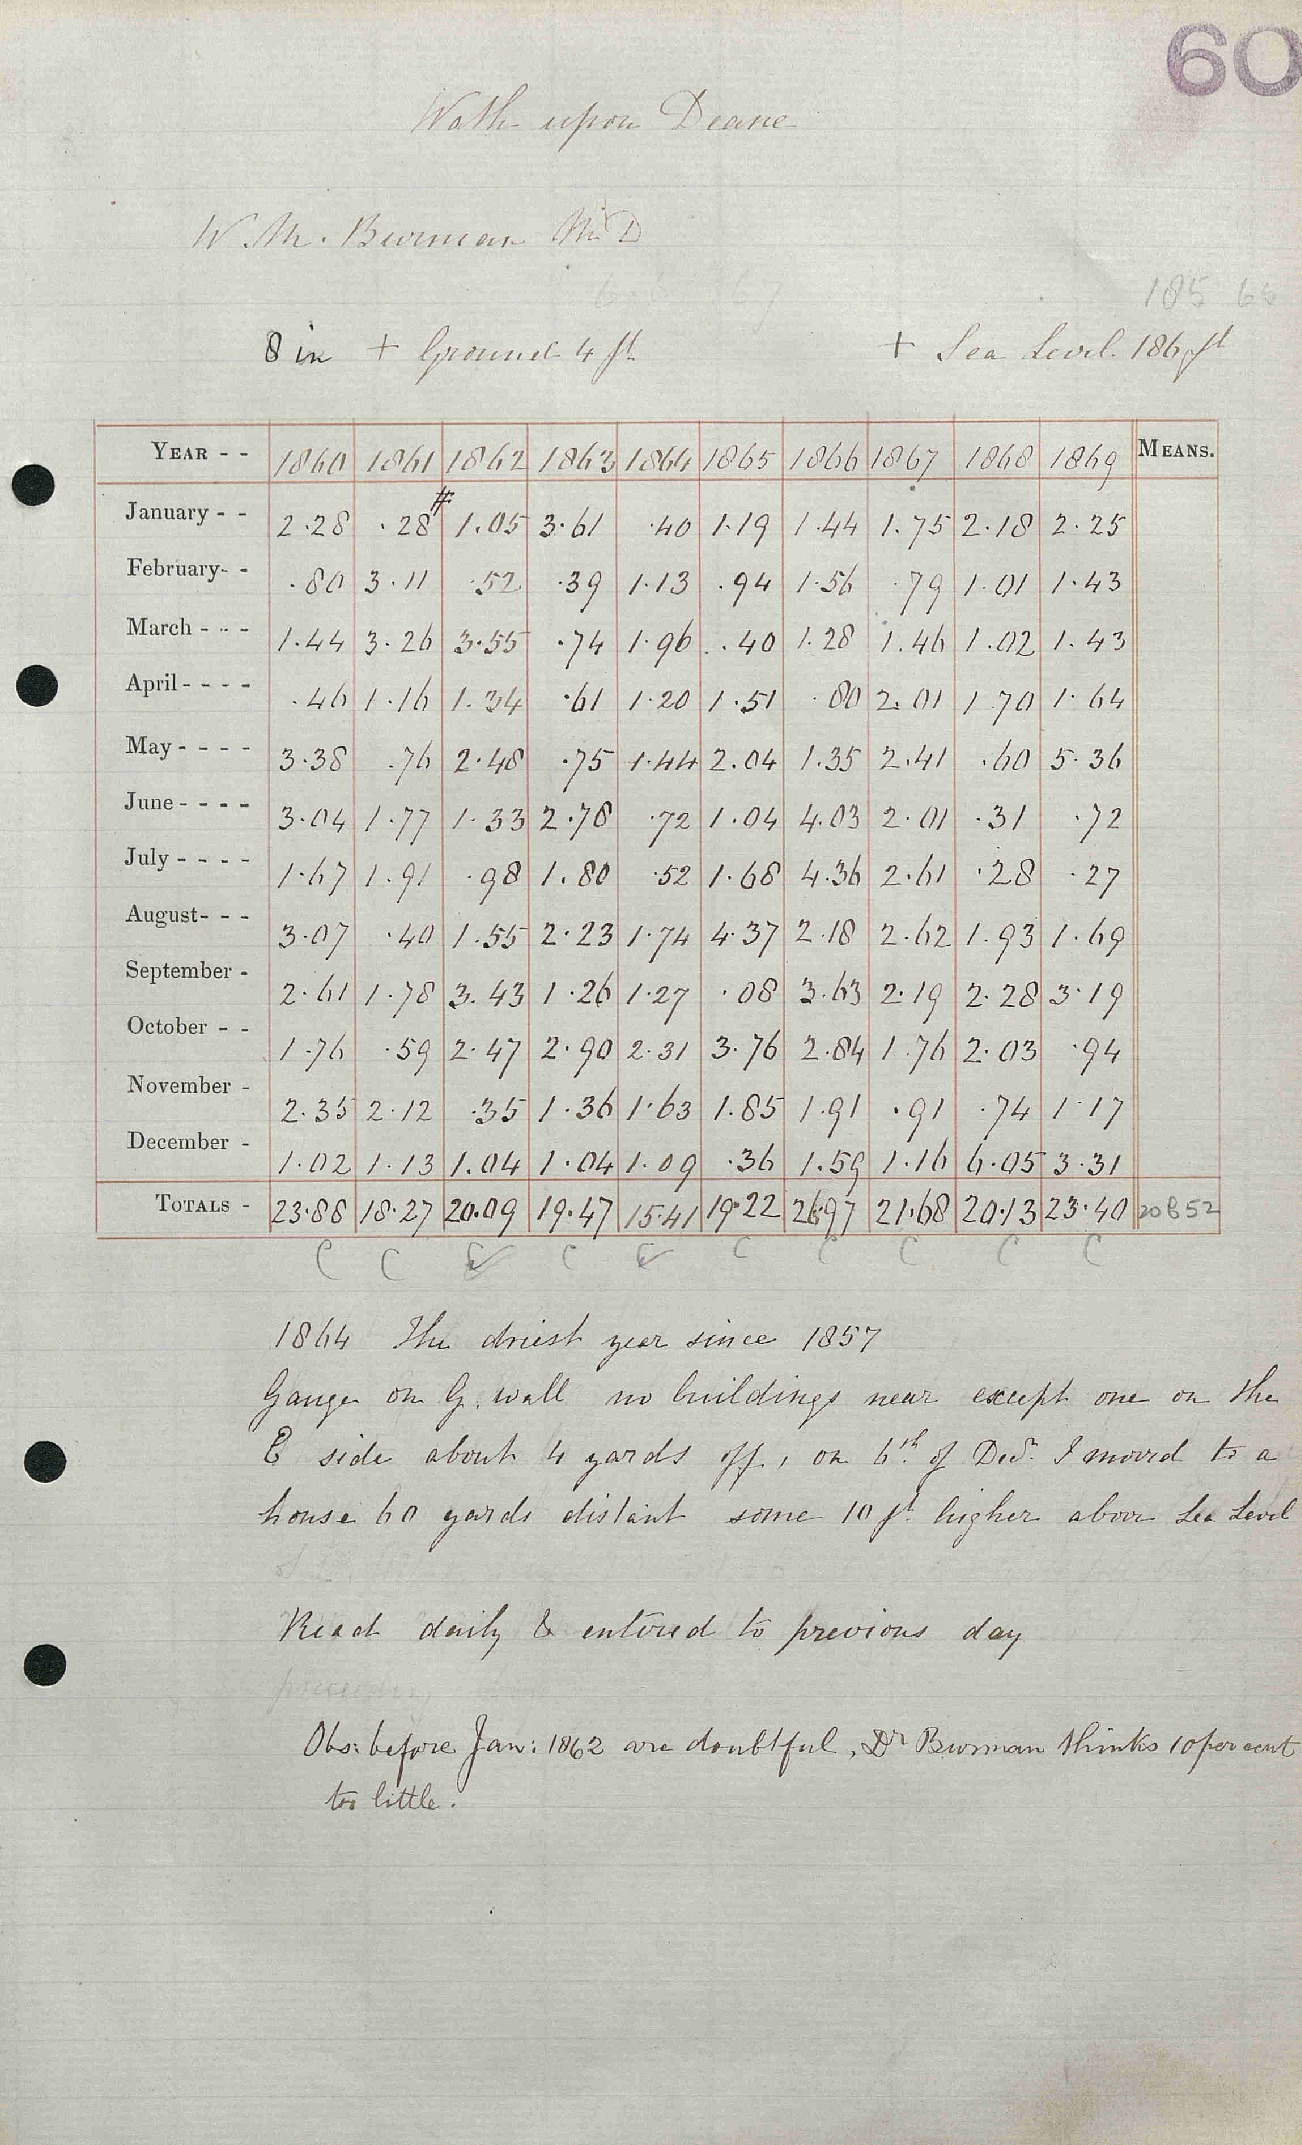 60
Wath upon Deane
W. M. Burman M.D
185
8 in + Ground 4 ft + Sea Level 186 ft
YEAR - - 1860 1861 1862 1863 1864 1865 1866 1867 1868 1869 MEANS.
January - - 2.28 .28 # 1.05 3.61 .40 1.19 1.44 1.75 2.18 2.25
February- - .80 3.11 .52 .39 1.13 .94 1.56 .79 1.01 1.43
March - - - 1.44 3.26 3.55 .74 1.96 .40 1.28 1.46 1.02 1.43
April - - - - .46 1.16 1.34 .61 1.20 1.51 .80 2.01 1.70 1.64
May - - - - 3.38 .76 2.48 .75 1.44 2.04 1.35 2.41 .60 5.36
June - - - - 3.04 1.77 1.33 2.78 .72 1.04 4.03 2.01 .31 .72
July - - - - 1.67 1.91 .98 1.80 .52 1.68 4.36 2.61 .28 .27
August- - - 3.07 .40 1.55 2.23 1.74 4.37 2.18 2.62 1.93 1.69
September - 2.61 1.78 3.43 1.26 1.27 .08 3.63 2.19 2.28 3.19
October - - 1.76 .59 2.47 2.90 2.31 3.76 2.84 1.76 2.03 .94
November - 2.35 2.12 .35 1.36 1.63 1.85 1.91 .91 .74 1.17
December - 1.02 1.13 1.04 1.04 1.09 .36 1.59 1.16 6.05 3.31
TOTALS - 23.88 18.27 20.09 19.47 15.41 19.22 26.97 21.68 20.13 23.40 20852
C C C C C C C C C C
1864 The driest year since 1857
Gauge on G. wall no buildings near except one on the
E side about 4 yards off, on 6th of Decr I moved to a
house 60 yards distant some 10 ft higher above Sea Level
Read daily & entered to previous day
Obs: before Jan: 1862 are doubtful, Dr Burman thinks 10 per cent
too little.